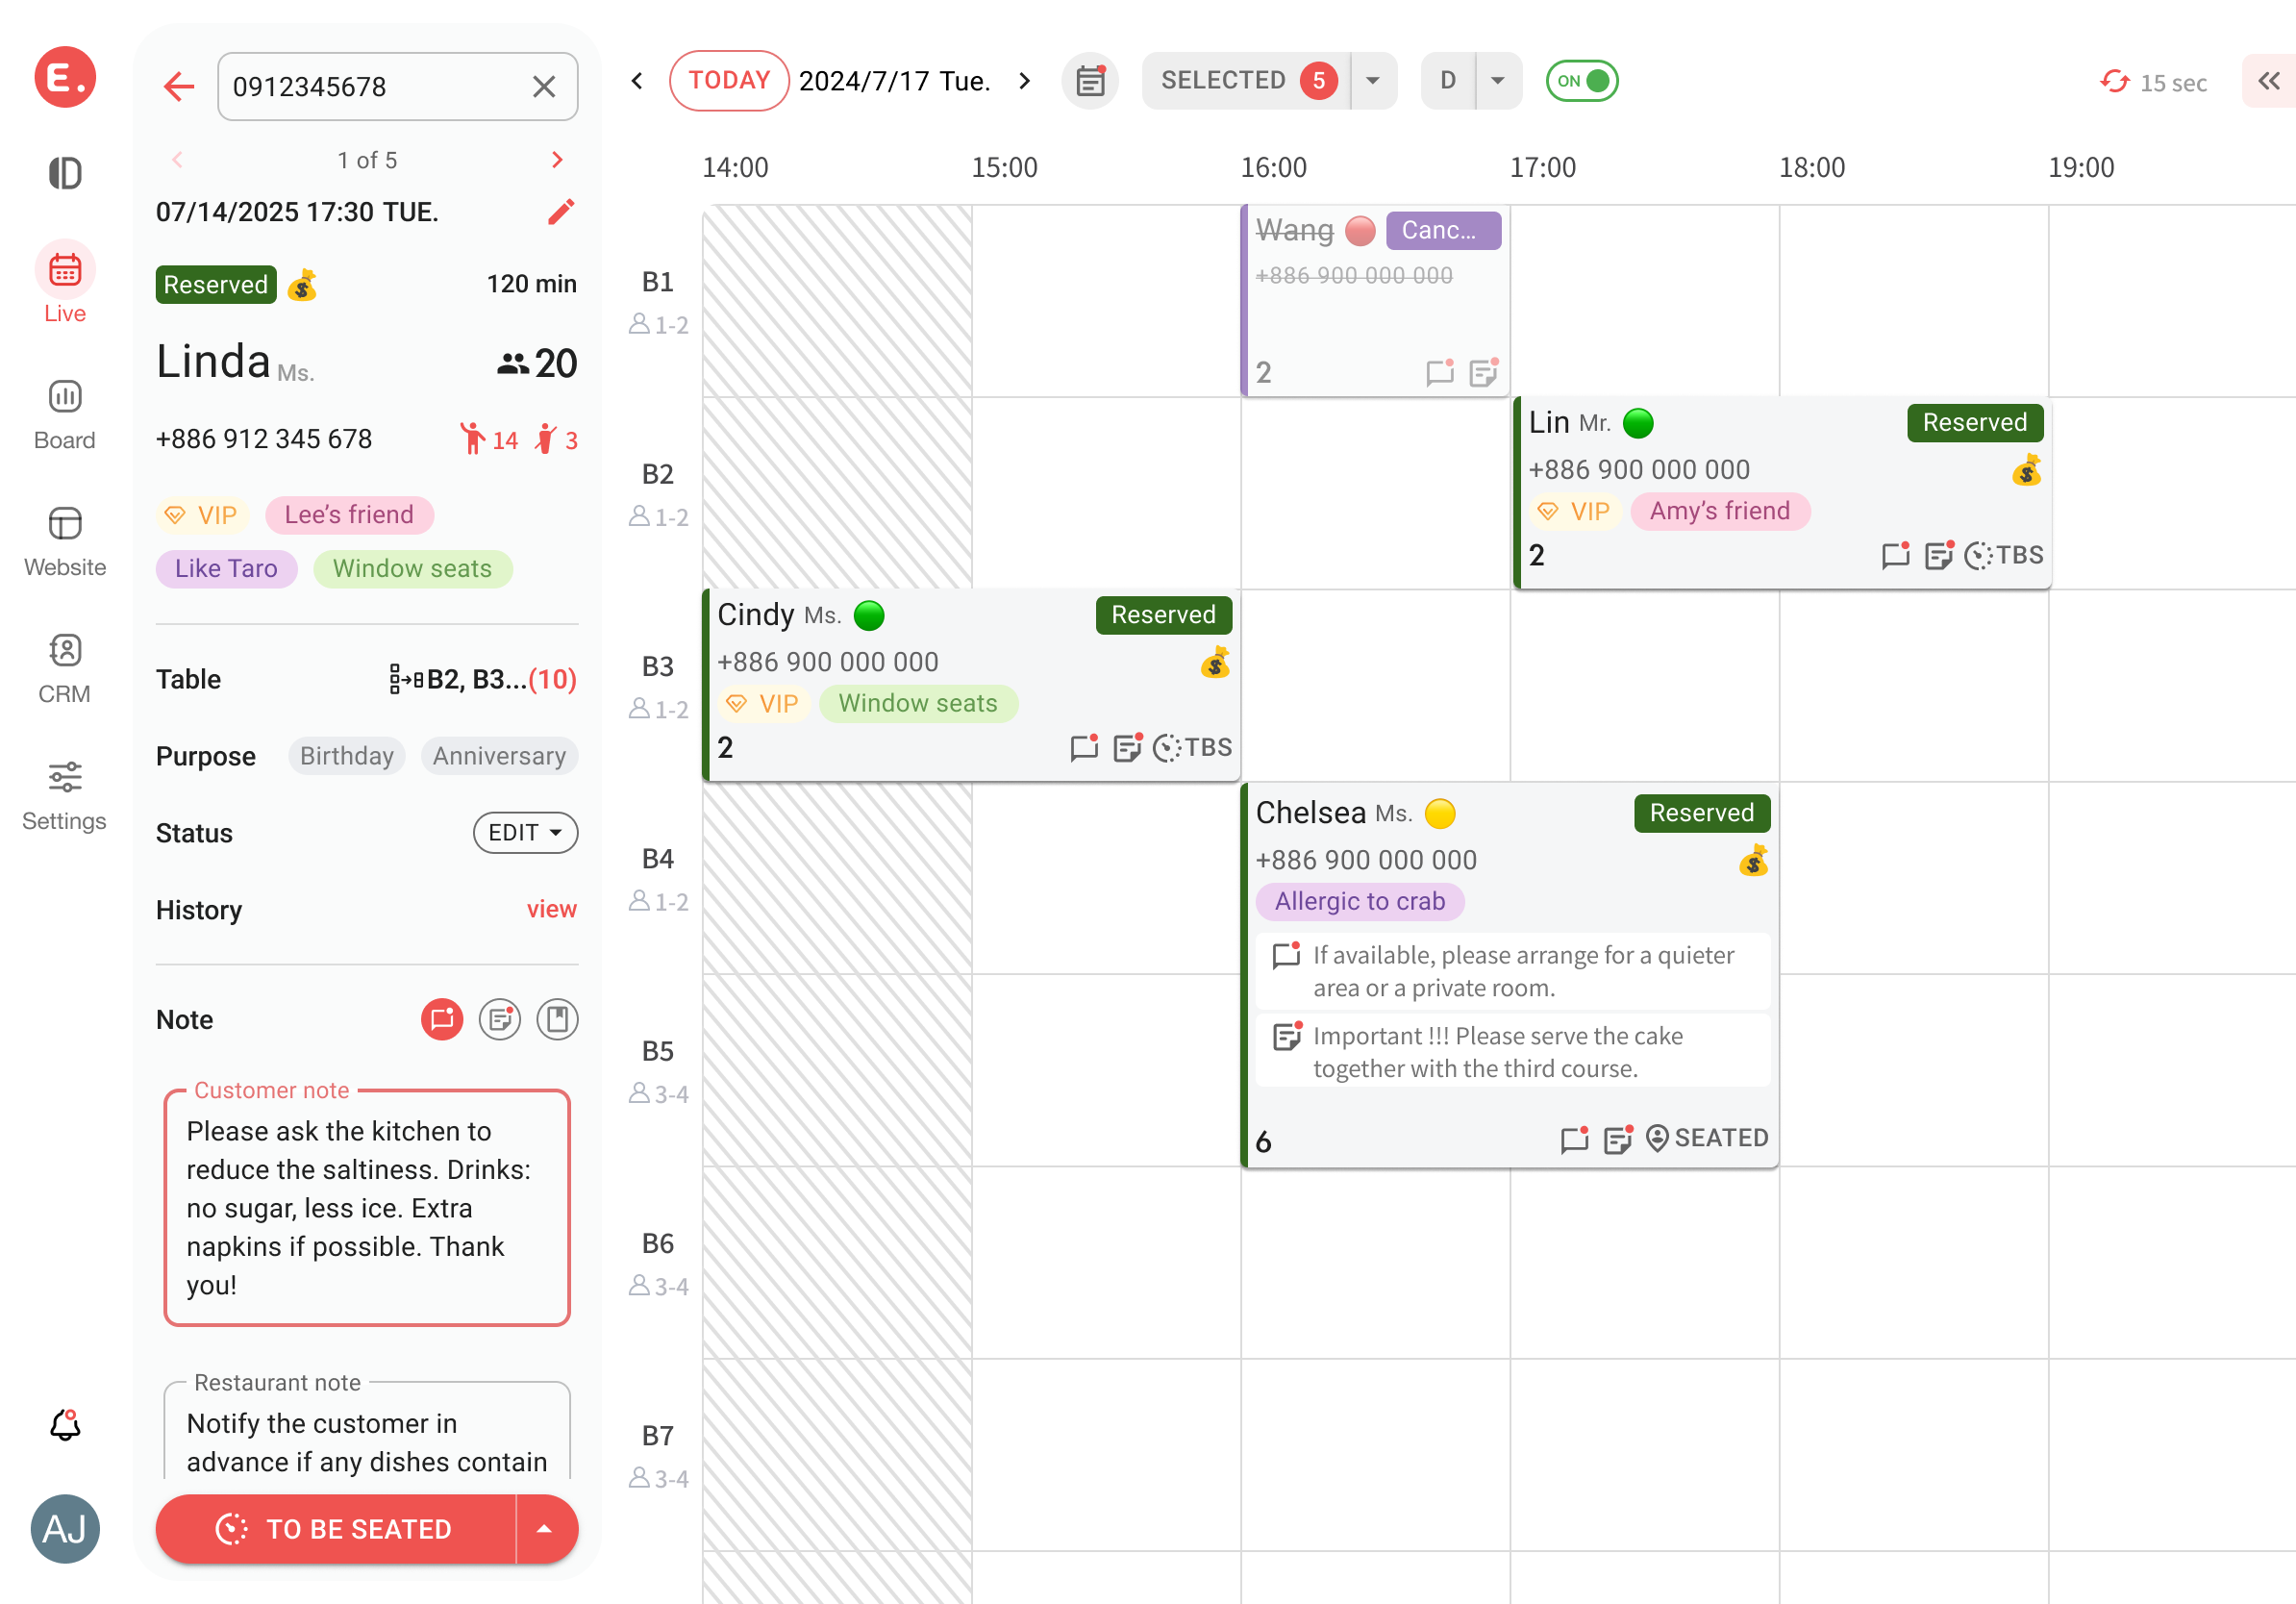 E.
Live
Board
Website
CRM
Settings
AJ
0912345678
1 of 5
07/14/2025 17:30 TUE.
Reserved 120 min
Linda Ms. 20
+886 912 345 678 14 3
VIP Lee's friend
Like Taro Window seats
Table B2, B3...(10)
Purpose Birthday Anniversary
Status EDIT
History view
Note
Customer note
Please ask the kitchen to
reduce the saltiness. Drinks:
no sugar, less ice. Extra
napkins if possible. Thank
you!
Restaurant note
Notify the customer in
advance if any dishes contain
TO BE SEATED
TODAY 2024/7/17 Tue. SELECTED 5 D ON 15 sec
14:00 15:00 16:00 17:00 18:00 19:00
B1
1-2
B2
1-2
B3
1-2
B4
1-2
B5
3-4
B6
3-4
B7
3-4
Wang Canc...
+886 900 000 000
2
Lin Mr. Reserved
+886 900 000 000
VIP Amy's friend
2 TBS
Cindy Ms. Reserved
+886 900 000 000
VIP Window seats
2 TBS
Chelsea Ms. Reserved
+886 900 000 000
Allergic to crab
If available, please arrange for a quieter
area or a private room.
Important !!! Please serve the cake
together with the third course.
6 SEATED